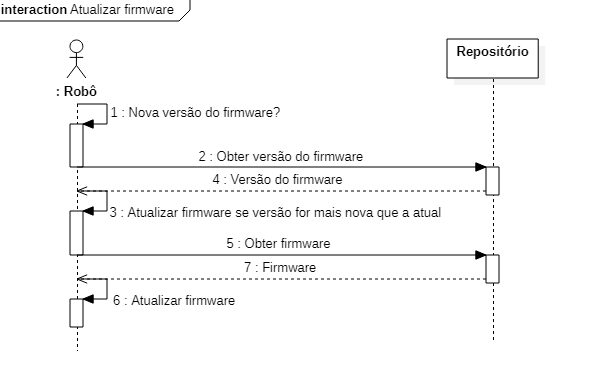 interaction Atualizar firmware
Repositório
: Robô
1 : Nova versão do firmware?
2 : Obter versão do firmware
4 : Versão do firmware
3 : Atualizar firmware se versão for mais nova que a atual
5 : Obter firmware
7 : Firmware
6 : Atualizar firmware